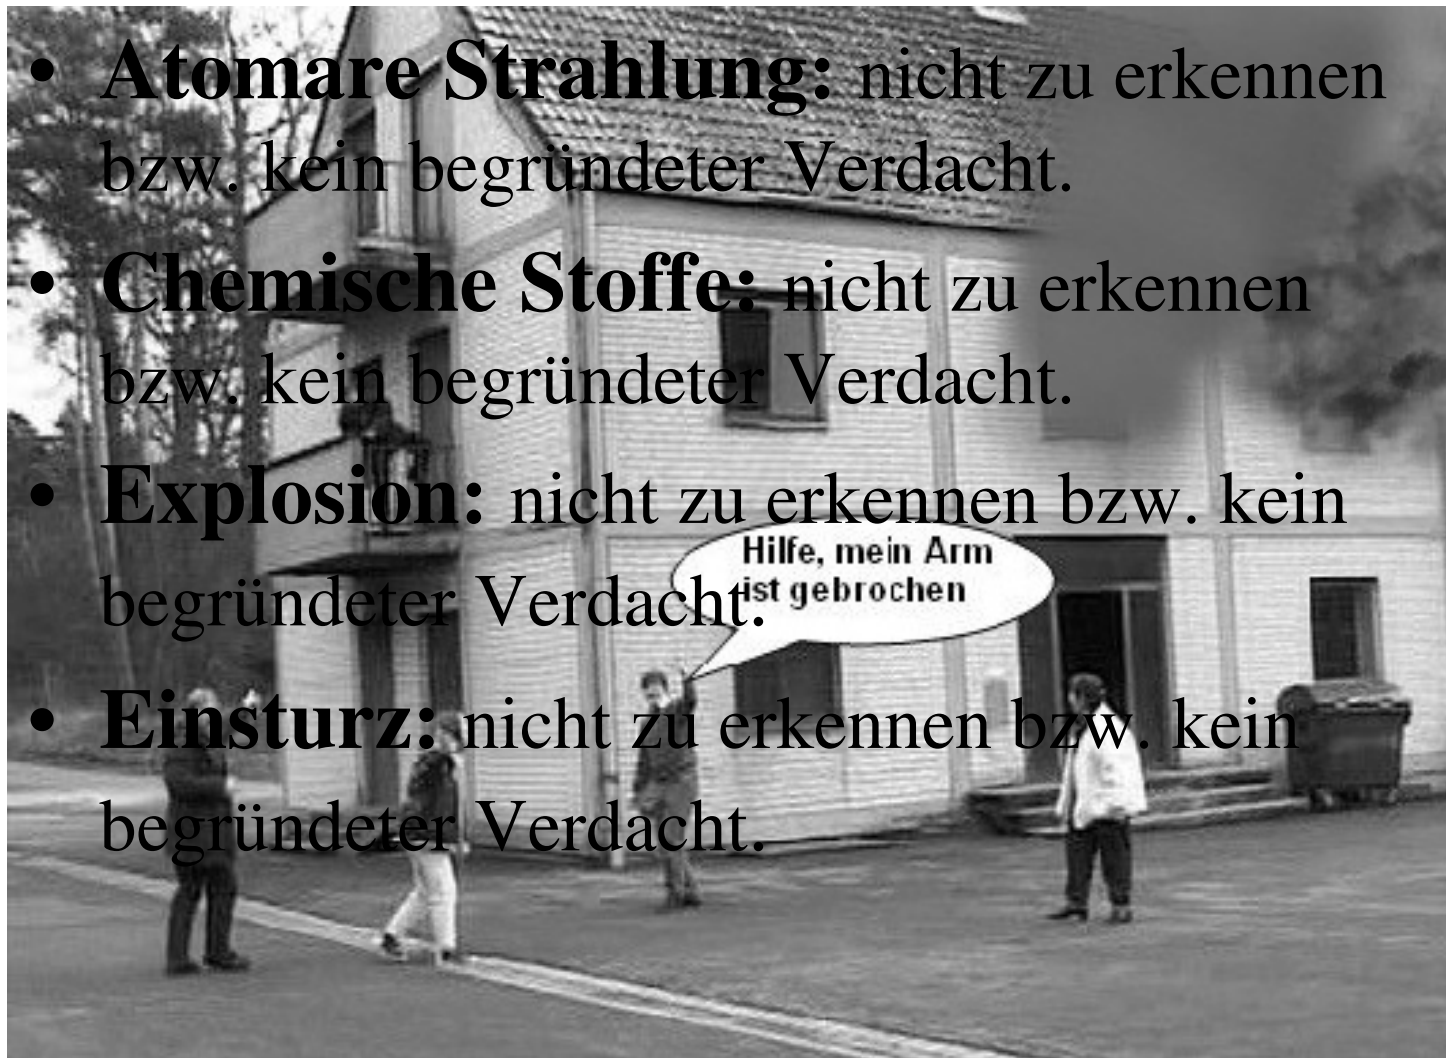 • Atomare Strahlung: nicht zu erkennen
bzw. kein begründeter Verdacht.
• Chemische Stoffe: nicht zu erkennen
bzw. kein begründeter Verdacht.
• Explosion: nicht zu erkennen bzw. kein
begründeter Verdacht.
Hilfe, mein Arm
ist gebrochen
• Einsturz: nicht zu erkennen bzw. kein
begründeter Verdacht.